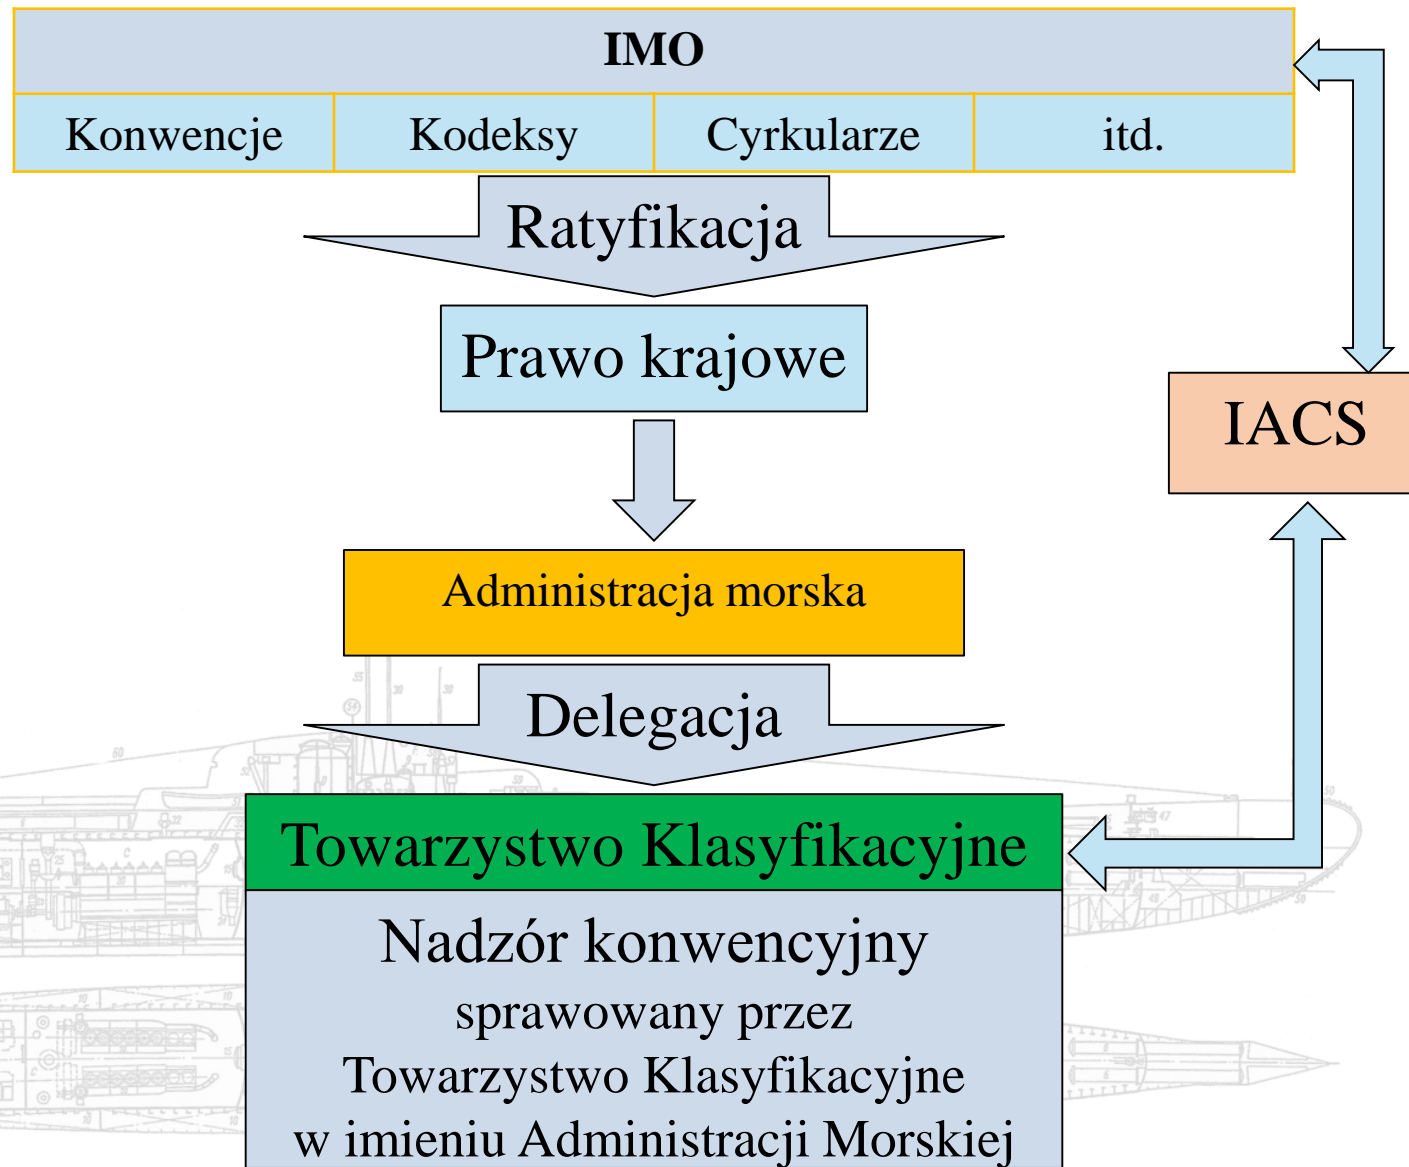 IMO
Konwencje Kodeksy Cyrkularze itd.
Ratyfikacja
Prawo krajowe
IACS
Administracja morska
Delegacja
Towarzystwo Klasyfikacyjne
Nadzór konwencyjny
sprawowany przez
Towarzystwo Klasyfikacyjne
w imieniu Administracji Morskiej